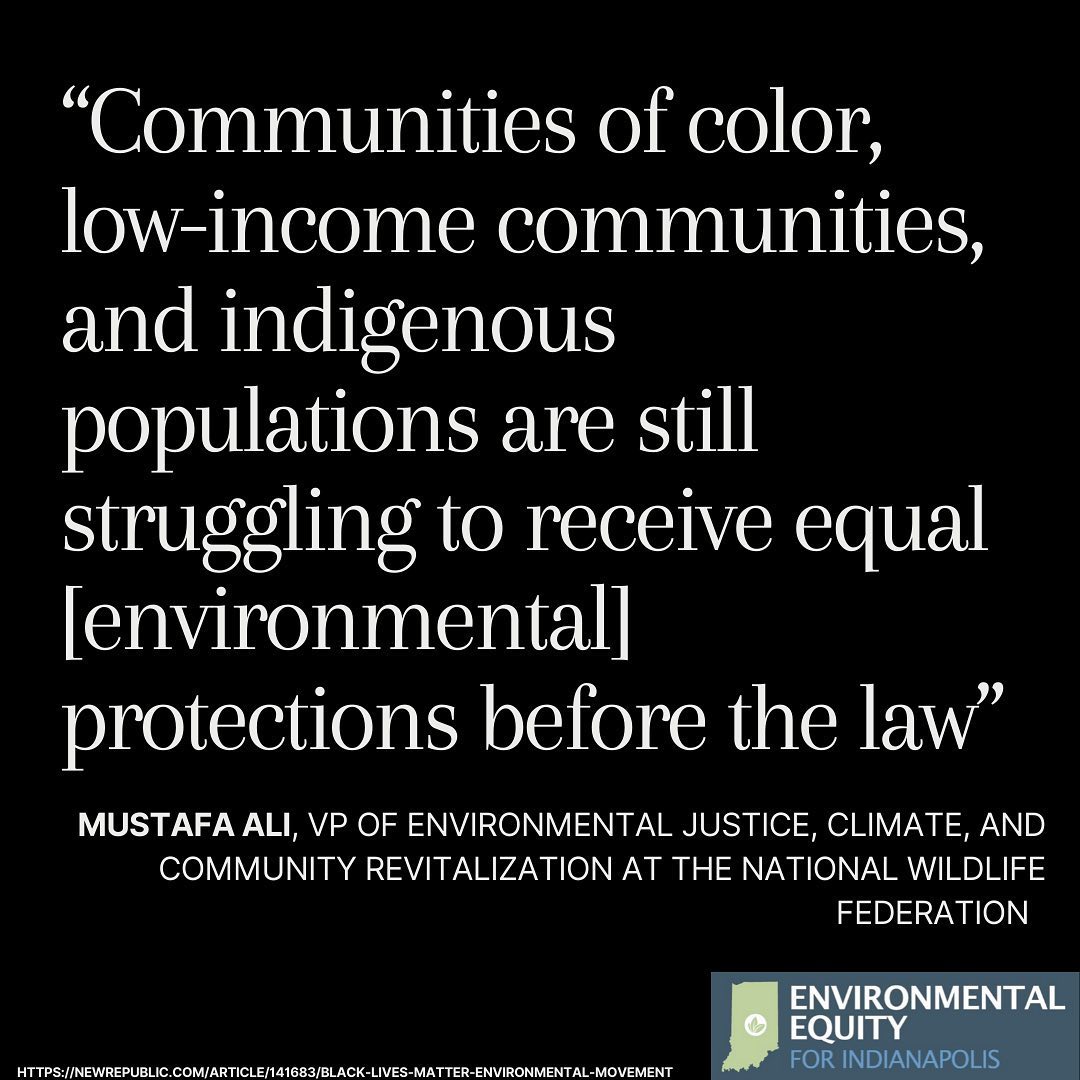 “Communities of color,
low-income communities,
and indigenous
populations are still
struggling to receive equal
[environmental]
protections before the law”
MUSTAFA ALI, VP OF ENVIRONMENTAL JUSTICE, CLIMATE, AND
COMMUNITY REVITALIZATION AT THE NATIONAL WILDLIFE
FEDERATION
ENVIRONMENTAL
EQUITY
FOR INDIANAPOLIS
HTTPS://NEWREPUBLIC.COM/ARTICLE/141683/BLACK-LIVES-MATTER-ENVIRONMENTAL-MOVEMENT